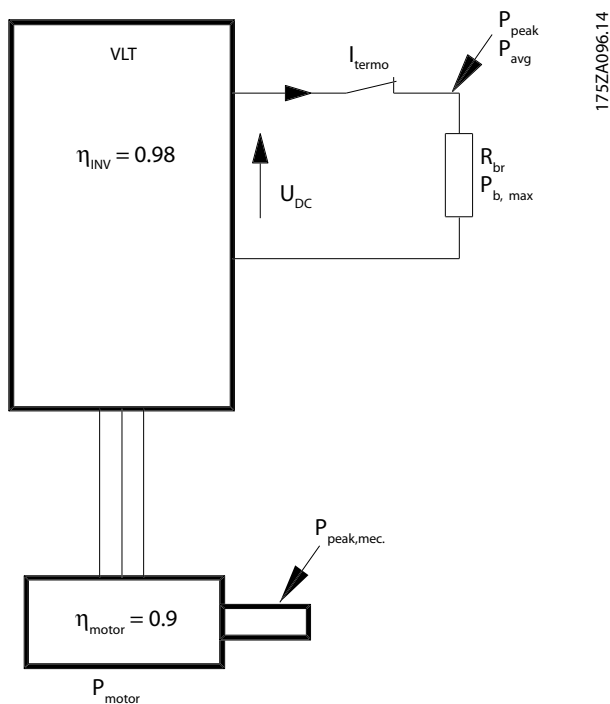 VLT
η_INV = 0.98
I_termo
P_peak
P_avg
U_DC
R_br
P_b, max
175ZA096.14
P_peak,mec.
η_motor = 0.9
P_motor